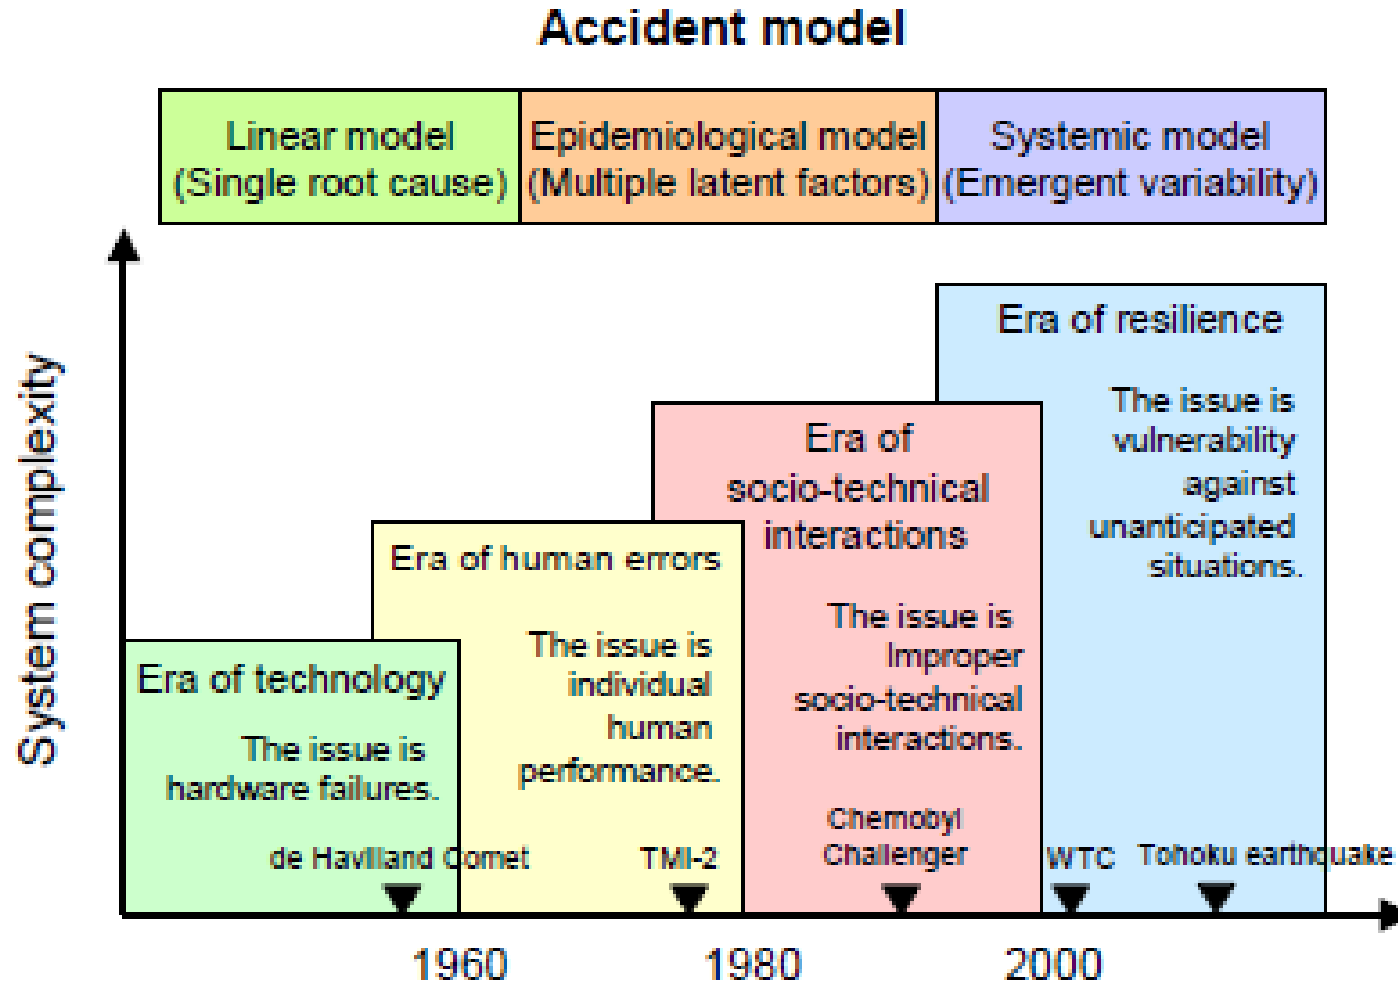 Accident model
Linear model
(Single root cause)
Epidemiological model
(Multiple latent factors)
Systemic model
(Emergent variability)
System complexity
Era of resilience
The issue is
vulnerability
against
unanticipated
situations.
Era of
socio-technical
interactions
The issue is
Improper
socio-technical
interactions.
Era of human errors
The issue is
individual
human
performance.
Era of technology
The issue is
hardware failures.
de Havilland Comet
TMI-2
Chernobyl
Challenger
WTC
Tohoku earthquake
1960
1980
2000